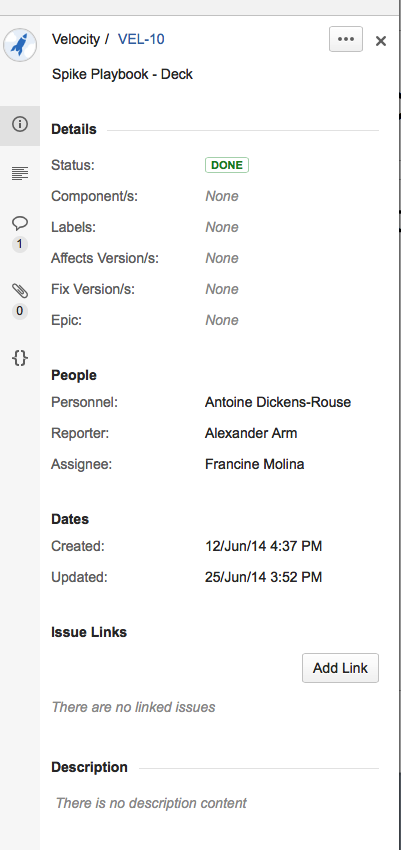 Velocity / VEL-10
Spike Playbook - Deck
Details
Status: DONE
Component/s: None
Labels: None
Affects Version/s: None
1
Fix Version/s: None
0
Epic: None
People
Personnel: Antoine Dickens-Rouse
Reporter: Alexander Arm
Assignee: Francine Molina
Dates
Created: 12/Jun/14 4:37 PM
Updated: 25/Jun/14 3:52 PM
Issue Links
Add Link
There are no linked issues
Description
There is no description content